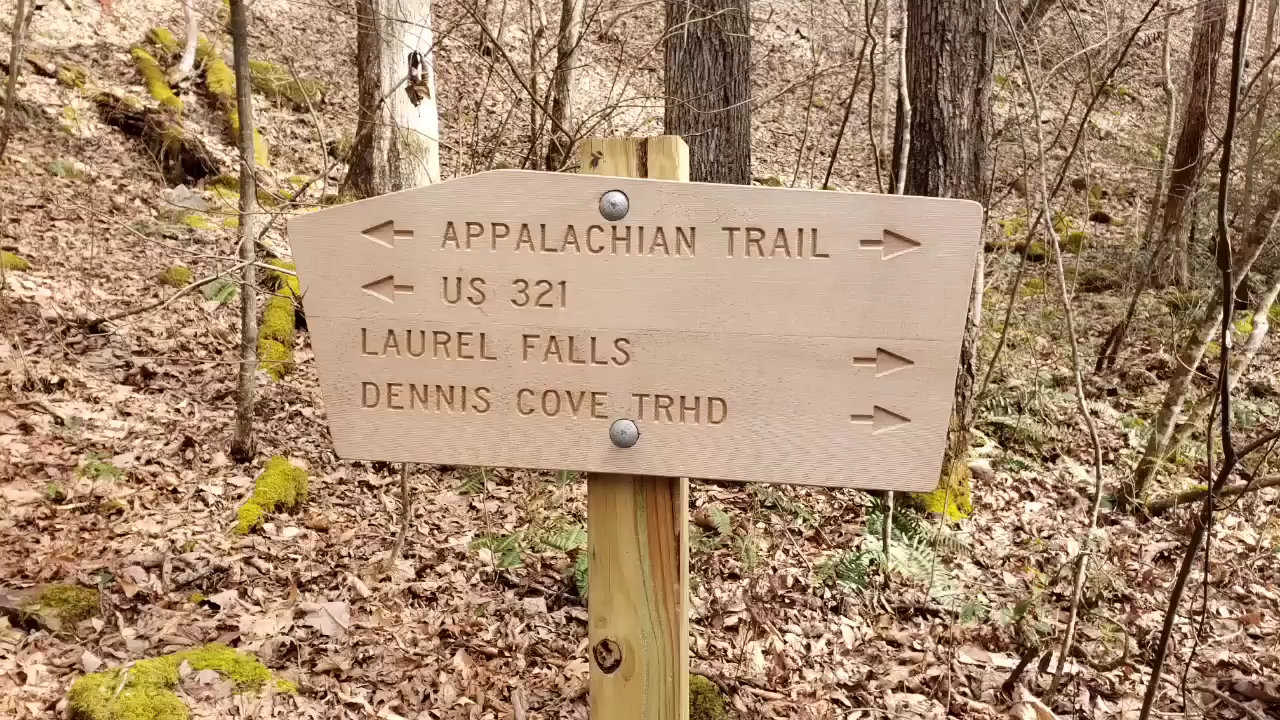 ← APPALACHIAN TRAIL →
← US 321
LAUREL FALLS →
DENNIS COVE TRHD →